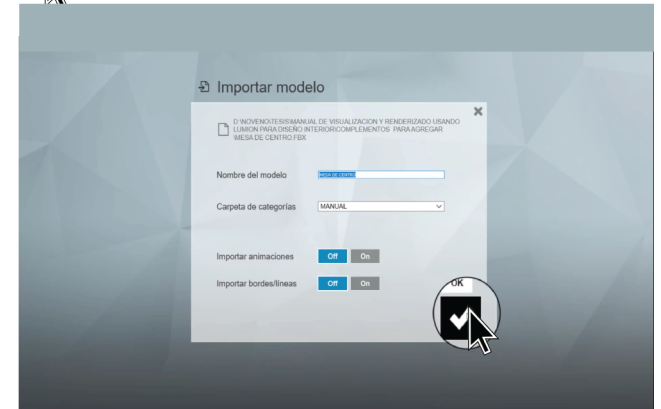 Importar modelo
D:\NOVENO\TESIS\MANUAL DE VISUALIZACION Y RENDERIZADO USANDO
LUMION PARA DISEÑO INTERIOR\COMPLEMENTOS PARA AGREGAR
\MESA DE CENTRO.FBX
Nombre del modelo MESA DE CENTRO
Carpeta de categorías MANUAL
Importar animaciones Off On
Importar bordes/líneas Off On
OK